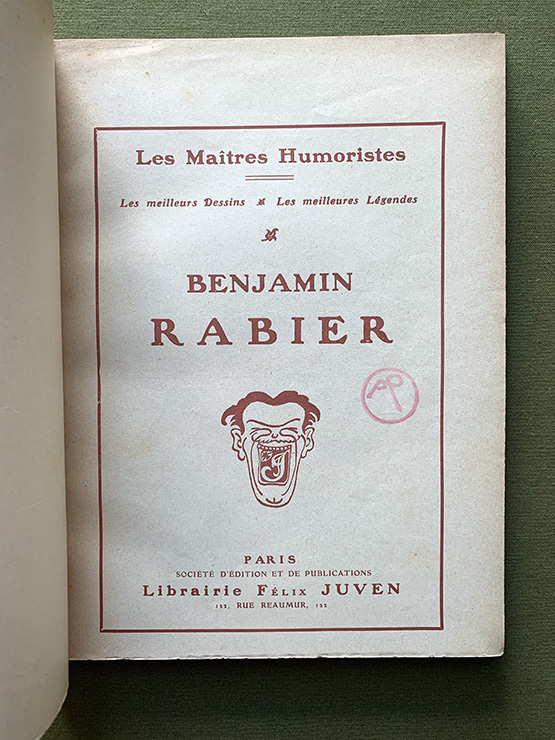 Les Maîtres Humoristes
Les meilleurs Dessins Les meilleures Légendes
BENJAMIN
RABIER
PARIS
SOCIÉTÉ D'ÉDITION ET DE PUBLICATIONS
Librairie FÉLIX JUVEN
122, RUE REAUMUR, 122